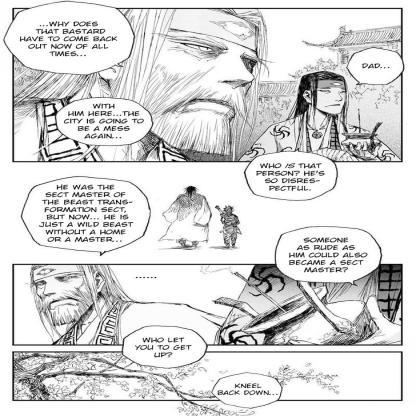 ...WHY DOES
THAT BASTARD
HAVE TO COME BACK
OUT NOW OF ALL
TIMES...
DAD...
WITH
HIM HERE...THE
CITY IS GOING TO
BE A MESS
AGAIN...
WHO IS THAT
PERSON? HE'S
SO DISRES-
PECTFUL.
HE WAS THE
SECT MASTER OF
THE BEAST TRANS-
FORMATION SECT,
BUT NOW... HE IS
JUST A WILD BEAST
WITHOUT A HOME
OR A MASTER...
SOMEONE
AS RUDE AS
HIM COULD ALSO
BECAME A SECT
MASTER?
......
WHO LET
YOU TO GET
UP?
KNEEL
BACK DOWN...